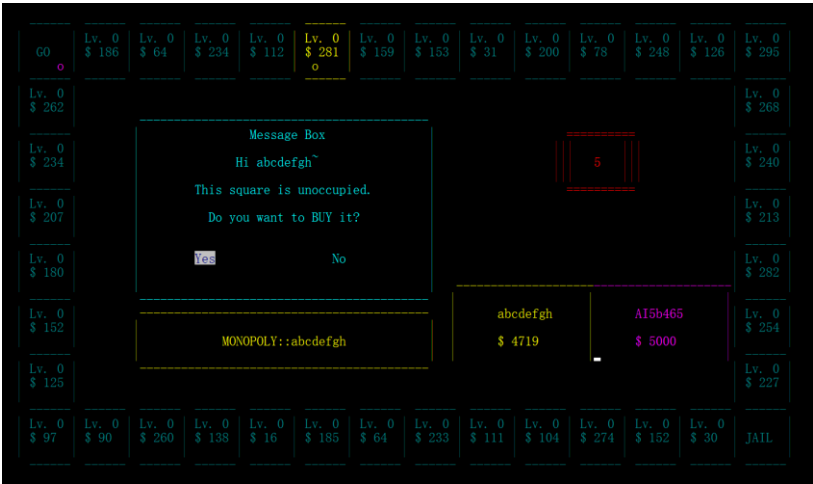 Lv. 0 Lv. 0 Lv. 0 Lv. 0 Lv. 0 Lv. 0 Lv. 0 Lv. 0 Lv. 0 Lv. 0 Lv. 0 Lv. 0 Lv. 0
GO $ 186 $ 64 $ 234 $ 112 $ 281 $ 159 $ 153 $ 31 $ 200 $ 78 $ 248 $ 126 $ 295
o o
Lv. 0 Lv. 0
$ 262 $ 268
Message Box
Lv. 0 Lv. 0
$ 234 Hi abcdefgh~ 5 $ 240
This square is unoccupied.
Lv. 0 Lv. 0
$ 207 Do you want to BUY it? $ 213
Lv. 0 Yes No Lv. 0
$ 180 $ 282
Lv. 0 abcdefgh AI5b465 Lv. 0
$ 152 $ 254
MONOPOLY::abcdefgh $ 4719 $ 5000
Lv. 0 Lv. 0
$ 125 $ 227
Lv. 0 Lv. 0 Lv. 0 Lv. 0 Lv. 0 Lv. 0 Lv. 0 Lv. 0 Lv. 0 Lv. 0 Lv. 0 Lv. 0 Lv. 0
$ 97 $ 90 $ 260 $ 138 $ 16 $ 185 $ 64 $ 233 $ 111 $ 104 $ 274 $ 152 $ 30 JAIL